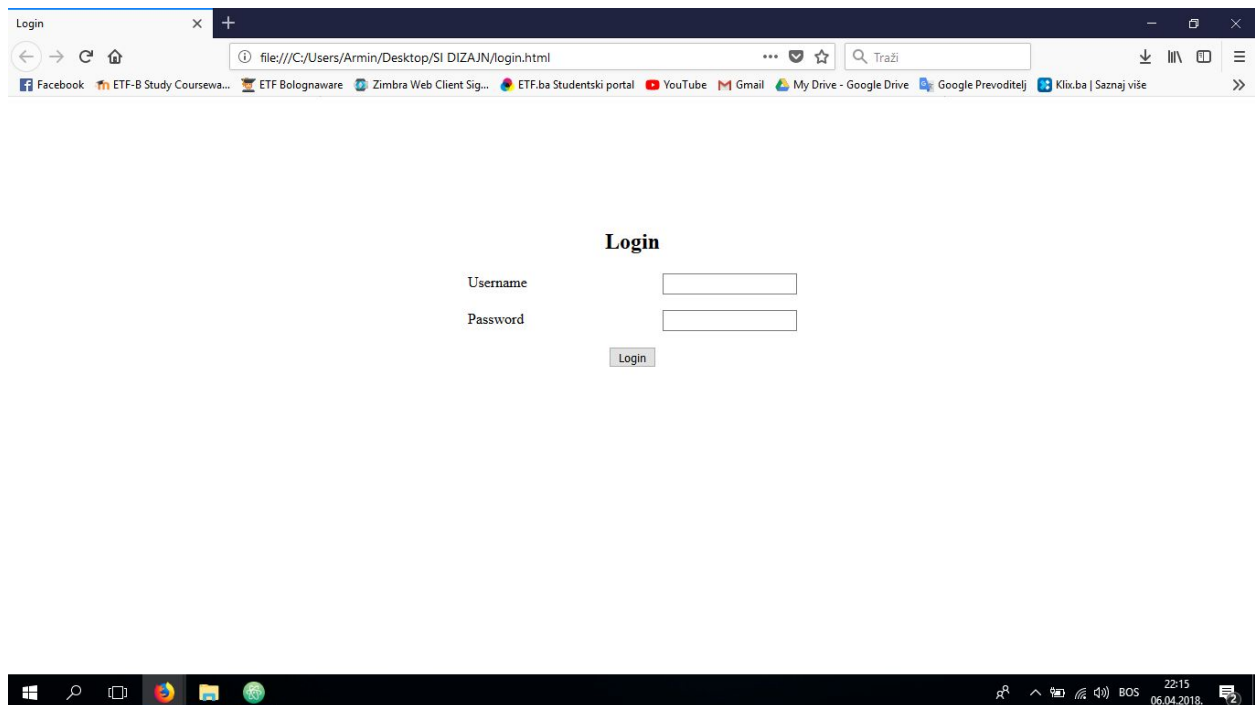 Login
file:///C:/Users/Armin/Desktop/SI DIZAJN/login.html
Traži
Facebook ETF-B Study Coursewa... ETF Bolognaware Zimbra Web Client Sig... ETF.ba Studentski portal YouTube Gmail My Drive - Google Drive Google Prevoditelj Klix.ba | Saznaj više
Login
Username
Password
Login
BOS
22:15
06.04.2018.
2